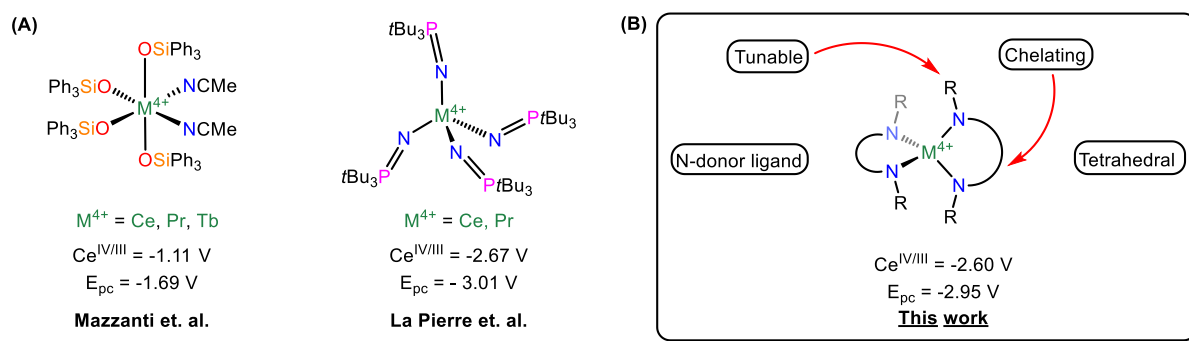 (A)
OSiPh3
Ph3SiO
NCMe
M4+
Ph3SiO
NCMe
OSiPh3
M4+ = Ce, Pr, Tb
CeIV/III = -1.11 V
Epc = -1.69 V
Mazzanti et. al.
tBu3P
N
M4+
N
N
N
PtBu3
P
tBu3
P
tBu3
M4+ = Ce, Pr
CeIV/III = -2.67 V
Epc = - 3.01 V
La Pierre et. al.
(B)
Tunable
Chelating
R
R
N
N
M4+
N-donor ligand
Tetrahedral
N
N
R
R
CeIV/III = -2.60 V
Epc = -2.95 V
This work